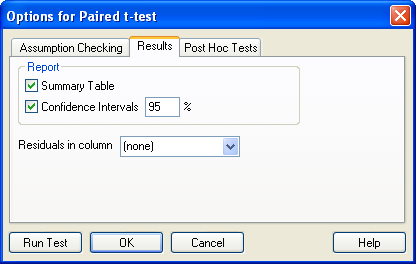 Options for Paired t-test
Assumption Checking Results Post Hoc Tests
Report
Summary Table
Confidence Intervals 95 %
Residuals in column (none)
Run Test OK Cancel Help